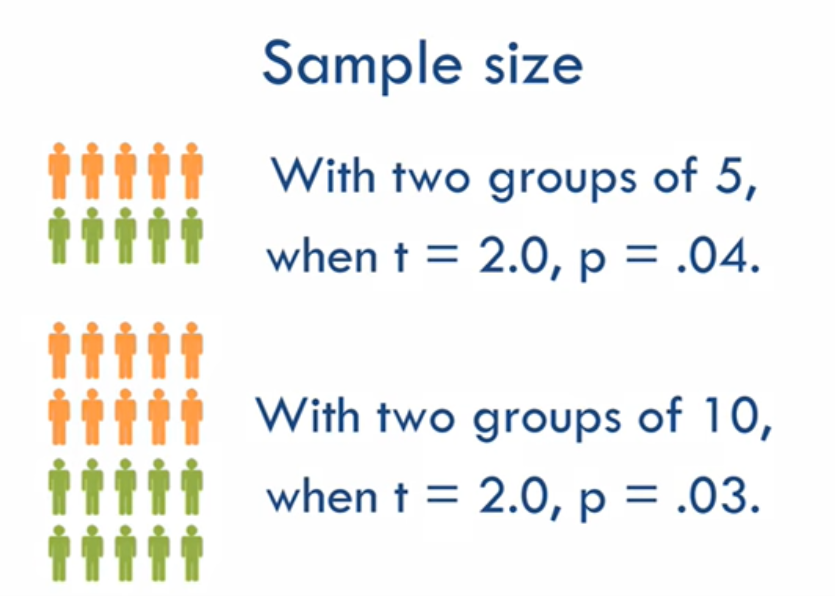 Sample size
With two groups of 5,
when t = 2.0, p = .04.
With two groups of 10,
when t = 2.0, p = .03.